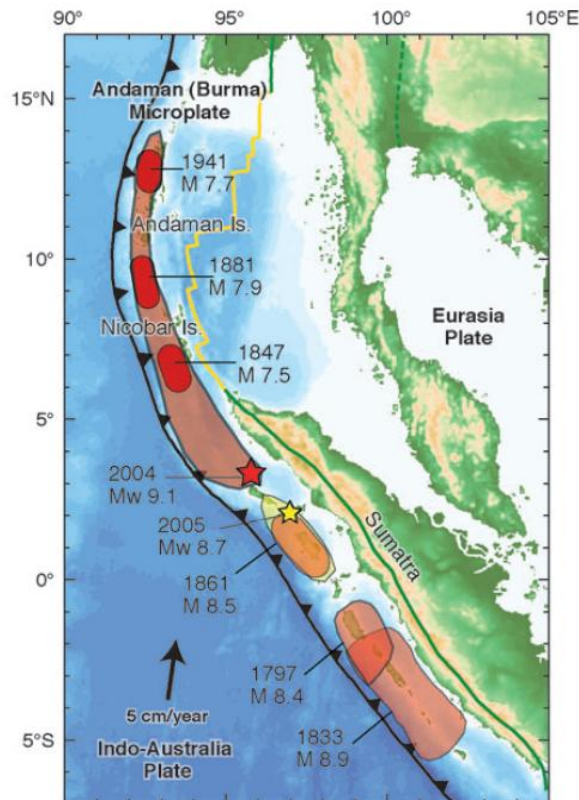 90°
95°
100°
105°E
15°N
10°
5°
0°
5°S
Andaman (Burma)
Microplate
1941
M 7.7
Andaman Is.
1881
M 7.9
Nicobar Is.
1847
M 7.5
Eurasia
Plate
2004
Mw 9.1
2005
Mw 8.7
1861
M 8.5
Sumatra
1797
M 8.4
1833
M 8.9
5 cm/year
Indo-Australia
Plate